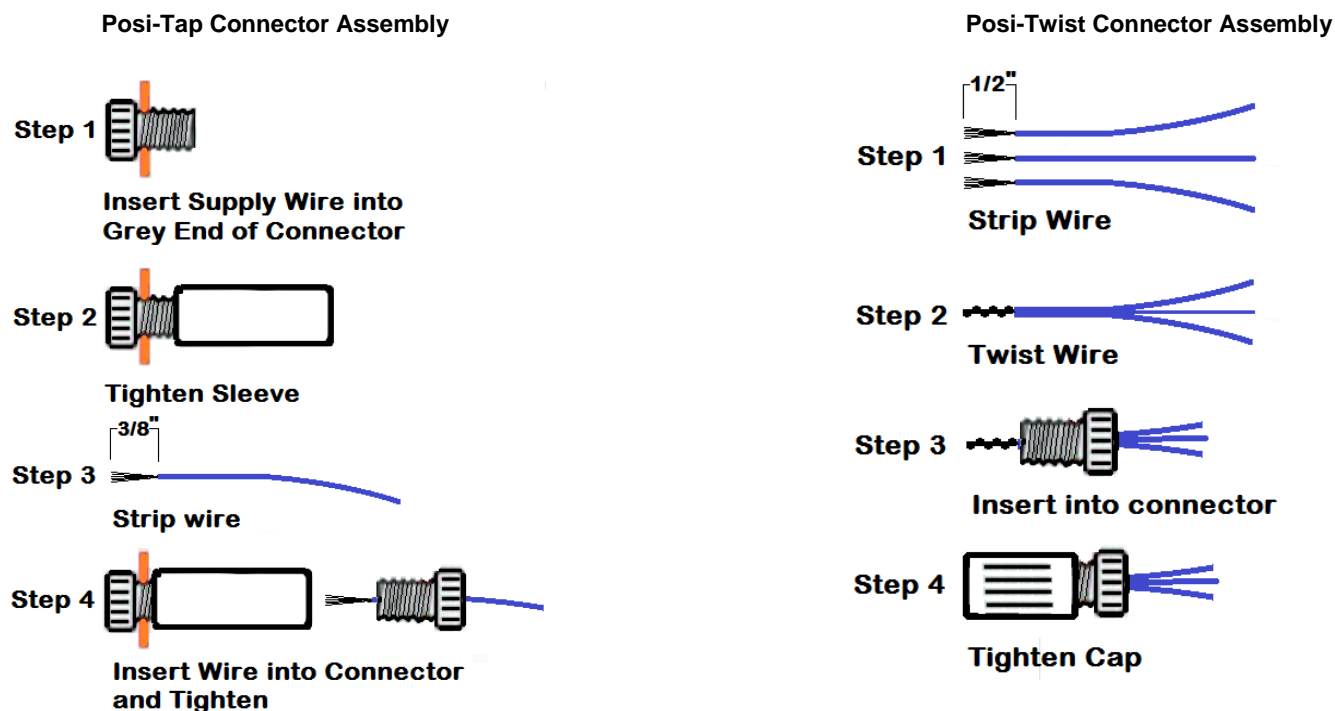 Posi-Tap Connector Assembly
Step 1
Insert Supply Wire into
Grey End of Connector
Step 2
Tighten Sleeve
3/8"
Step 3
Strip wire
Step 4
Insert Wire into Connector
and Tighten
Posi-Twist Connector Assembly
1/2"
Step 1
Strip Wire
Step 2
Twist Wire
Step 3
Insert into connector
Step 4
Tighten Cap